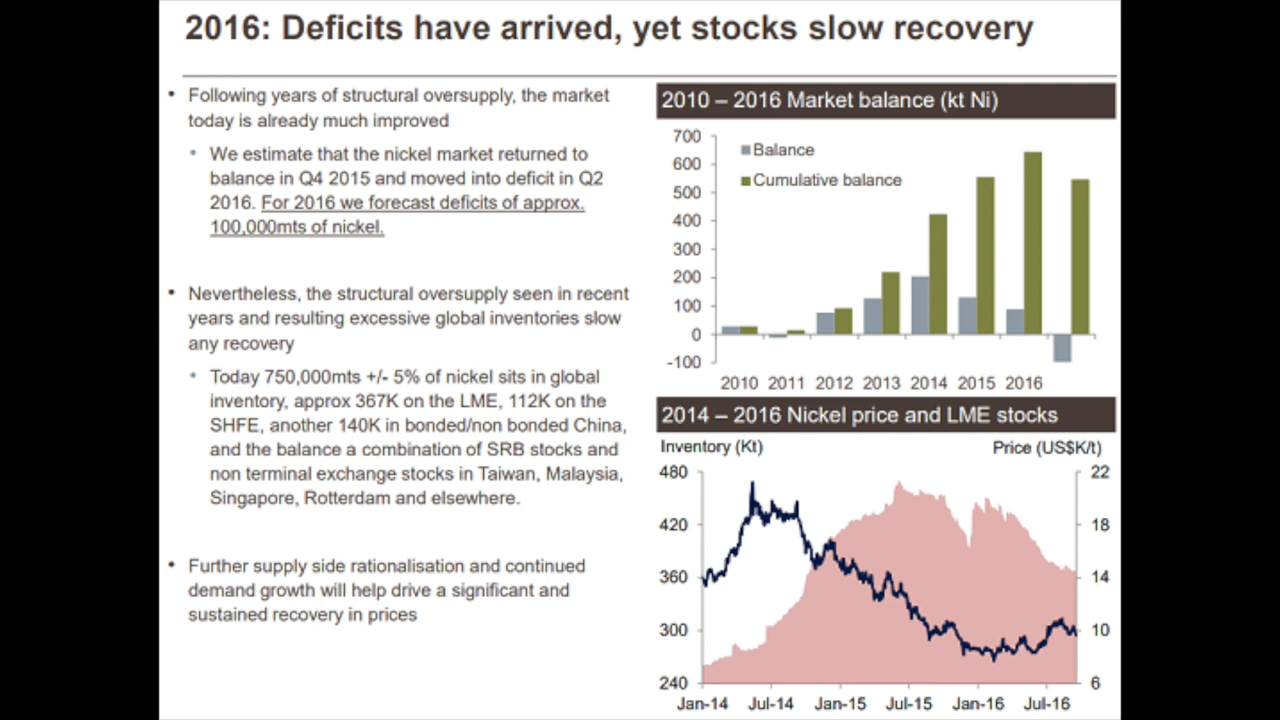 2016: Deficits have arrived, yet stocks slow recovery
• Following years of structural oversupply, the market
today is already much improved
• We estimate that the nickel market returned to
balance in Q4 2015 and moved into deficit in Q2
2016. For 2016 we forecast deficits of approx.
100,000mts of nickel.
• Nevertheless, the structural oversupply seen in recent
years and resulting excessive global inventories slow
any recovery
• Today 750,000mts +/- 5% of nickel sits in global
inventory, approx 367K on the LME, 112K on the
SHFE, another 140K in bonded/non bonded China,
and the balance a combination of SRB stocks and
non terminal exchange stocks in Taiwan, Malaysia,
Singapore, Rotterdam and elsewhere.
• Further supply side rationalisation and continued
demand growth will help drive a significant and
sustained recovery in prices
2010 – 2016 Market balance (kt Ni)
700
600
500
400
300
200
100
0
-100
Balance
Cumulative balance
2010 2011 2012 2013 2014 2015 2016
2014 – 2016 Nickel price and LME stocks
Inventory (Kt) Price (US$K/t)
480 22
420 18
360 14
300 10
240 6
Jan-14 Jul-14 Jan-15 Jul-15 Jan-16 Jul-16